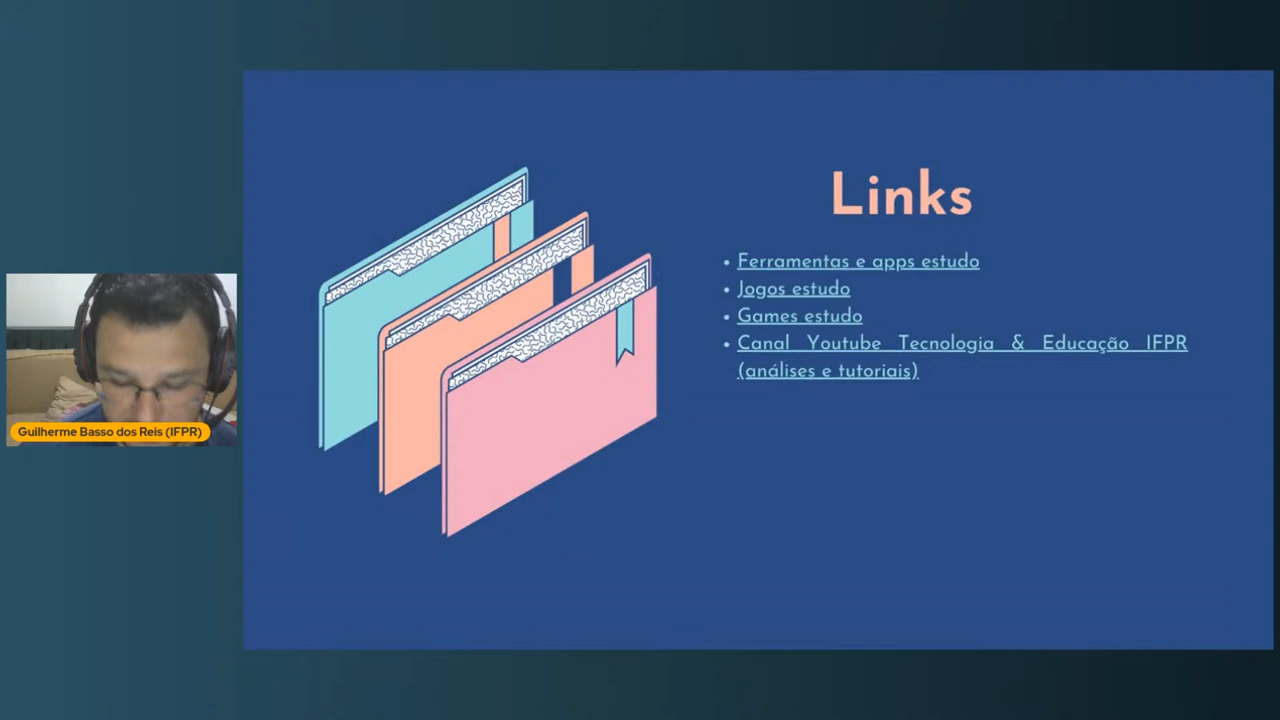 Links
Ferramentas e apps estudo
Jogos estudo
Games estudo
Canal Youtube Tecnologia & Educação IFPR
(análises e tutoriais)
Guilherme Basso dos Reis (IFPR)